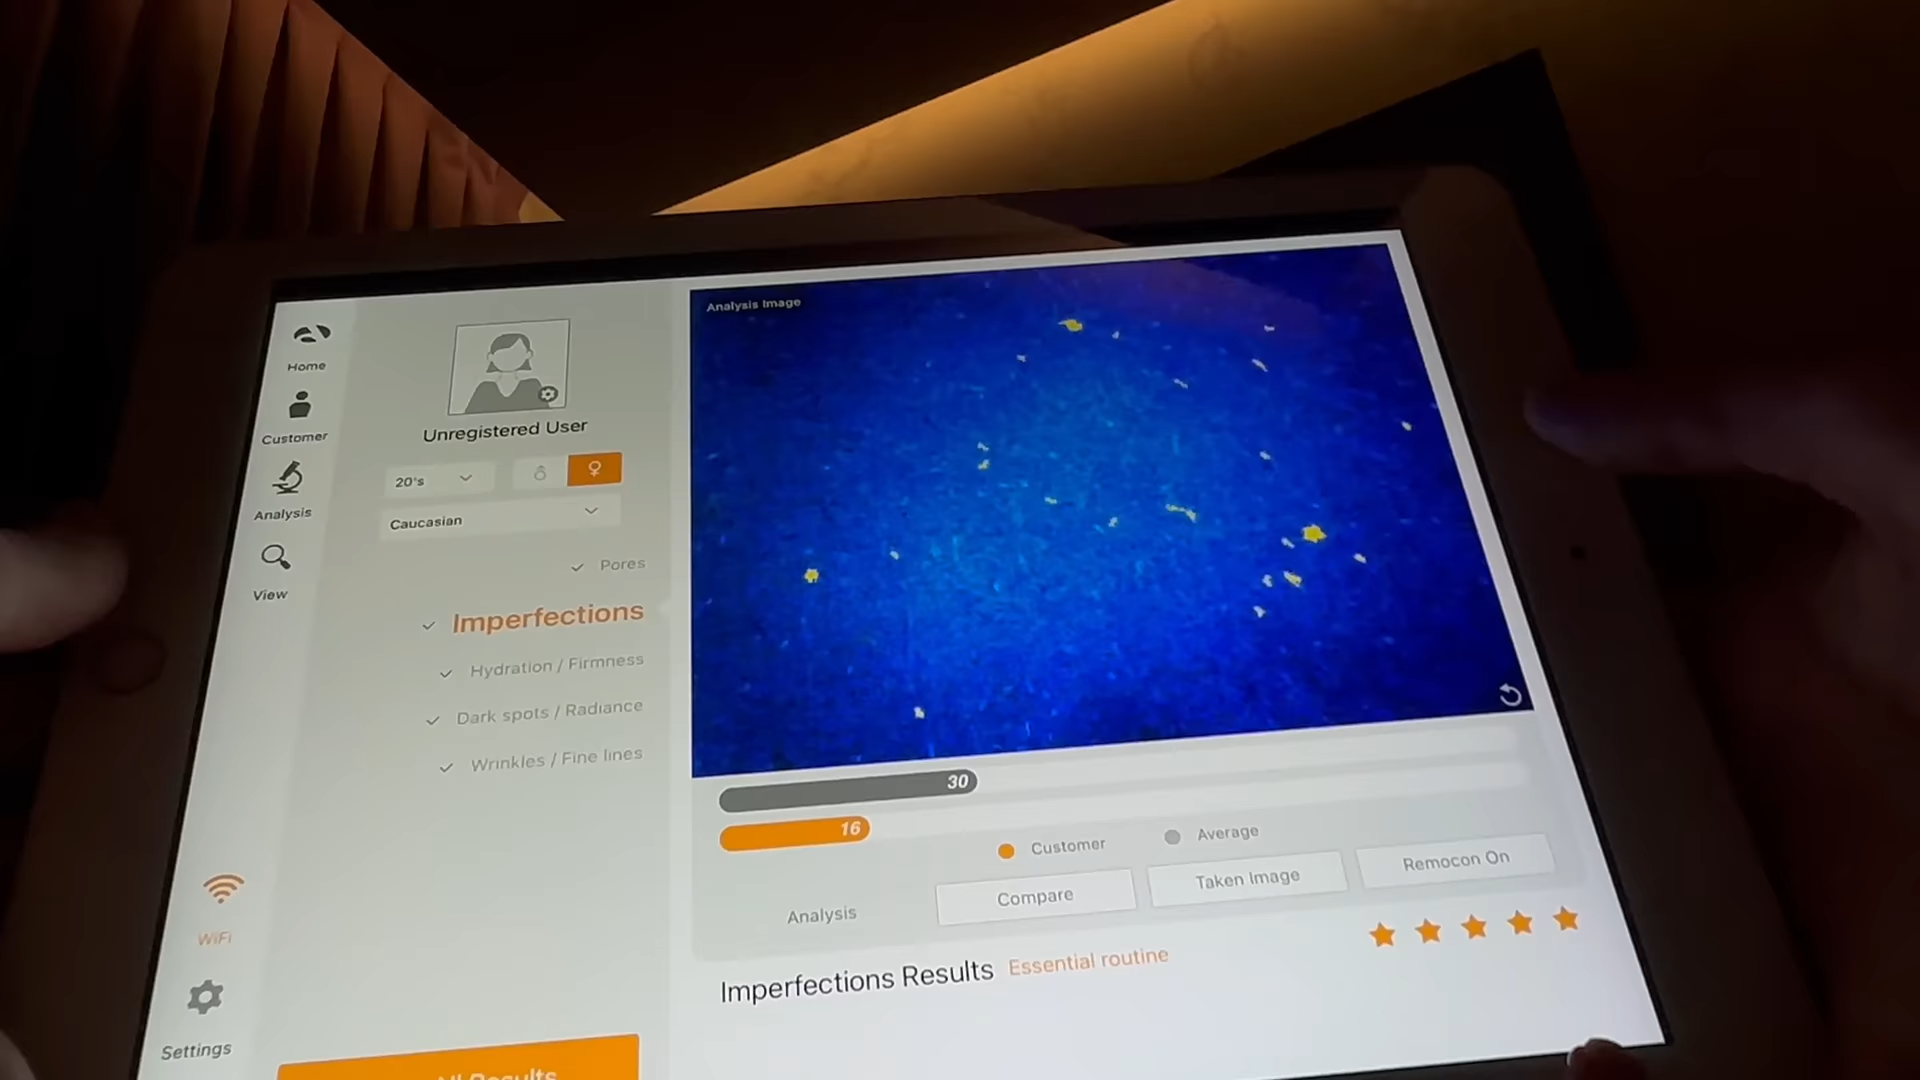 Home
Customer
Analysis
View
WiFi
Settings
Unregistered User
20's
Caucasian
Pores
Imperfections
Hydration / Firmness
Dark spots / Radiance
Wrinkles / Fine lines
Analysis Image
30
16
Customer
Average
Analysis
Compare
Taken Image
Remocon On
Imperfections Results
Essential routine
Results